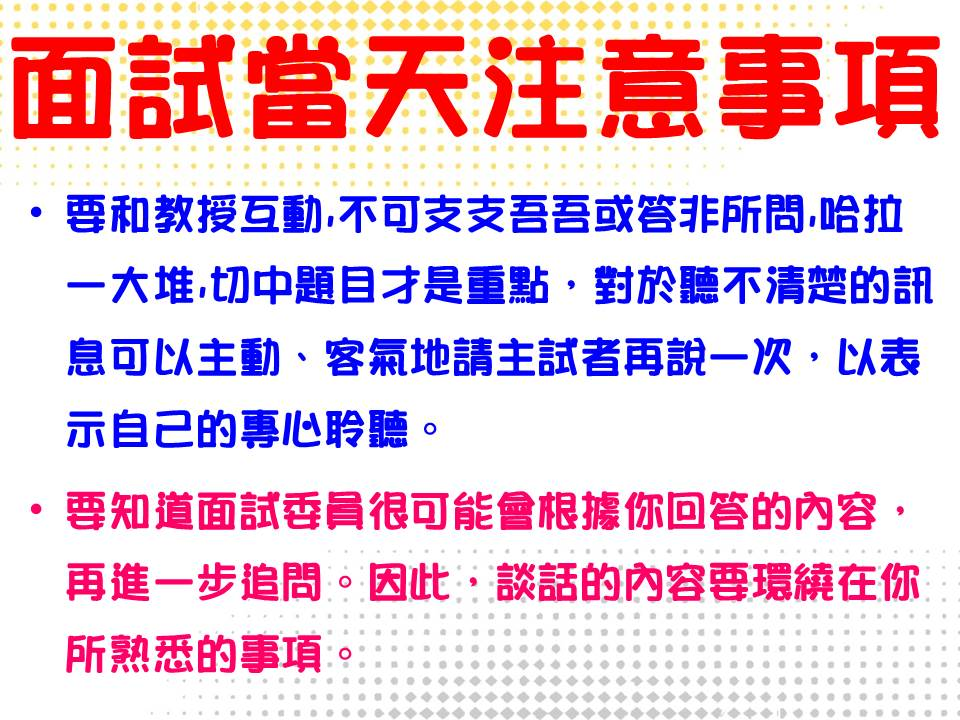 面試當天注意事項
• 要和教授互動,不可支支吾吾或答非所問,哈拉
一大堆,切中題目才是重點，對於聽不清楚的訊
息可以主動、客氣地請主試者再說一次，以表
示自己的專心聆聽。
• 要知道面試委員很可能會根據你回答的內容，
再進一步追問。因此，談話的內容要環繞在你
所熟悉的事項。